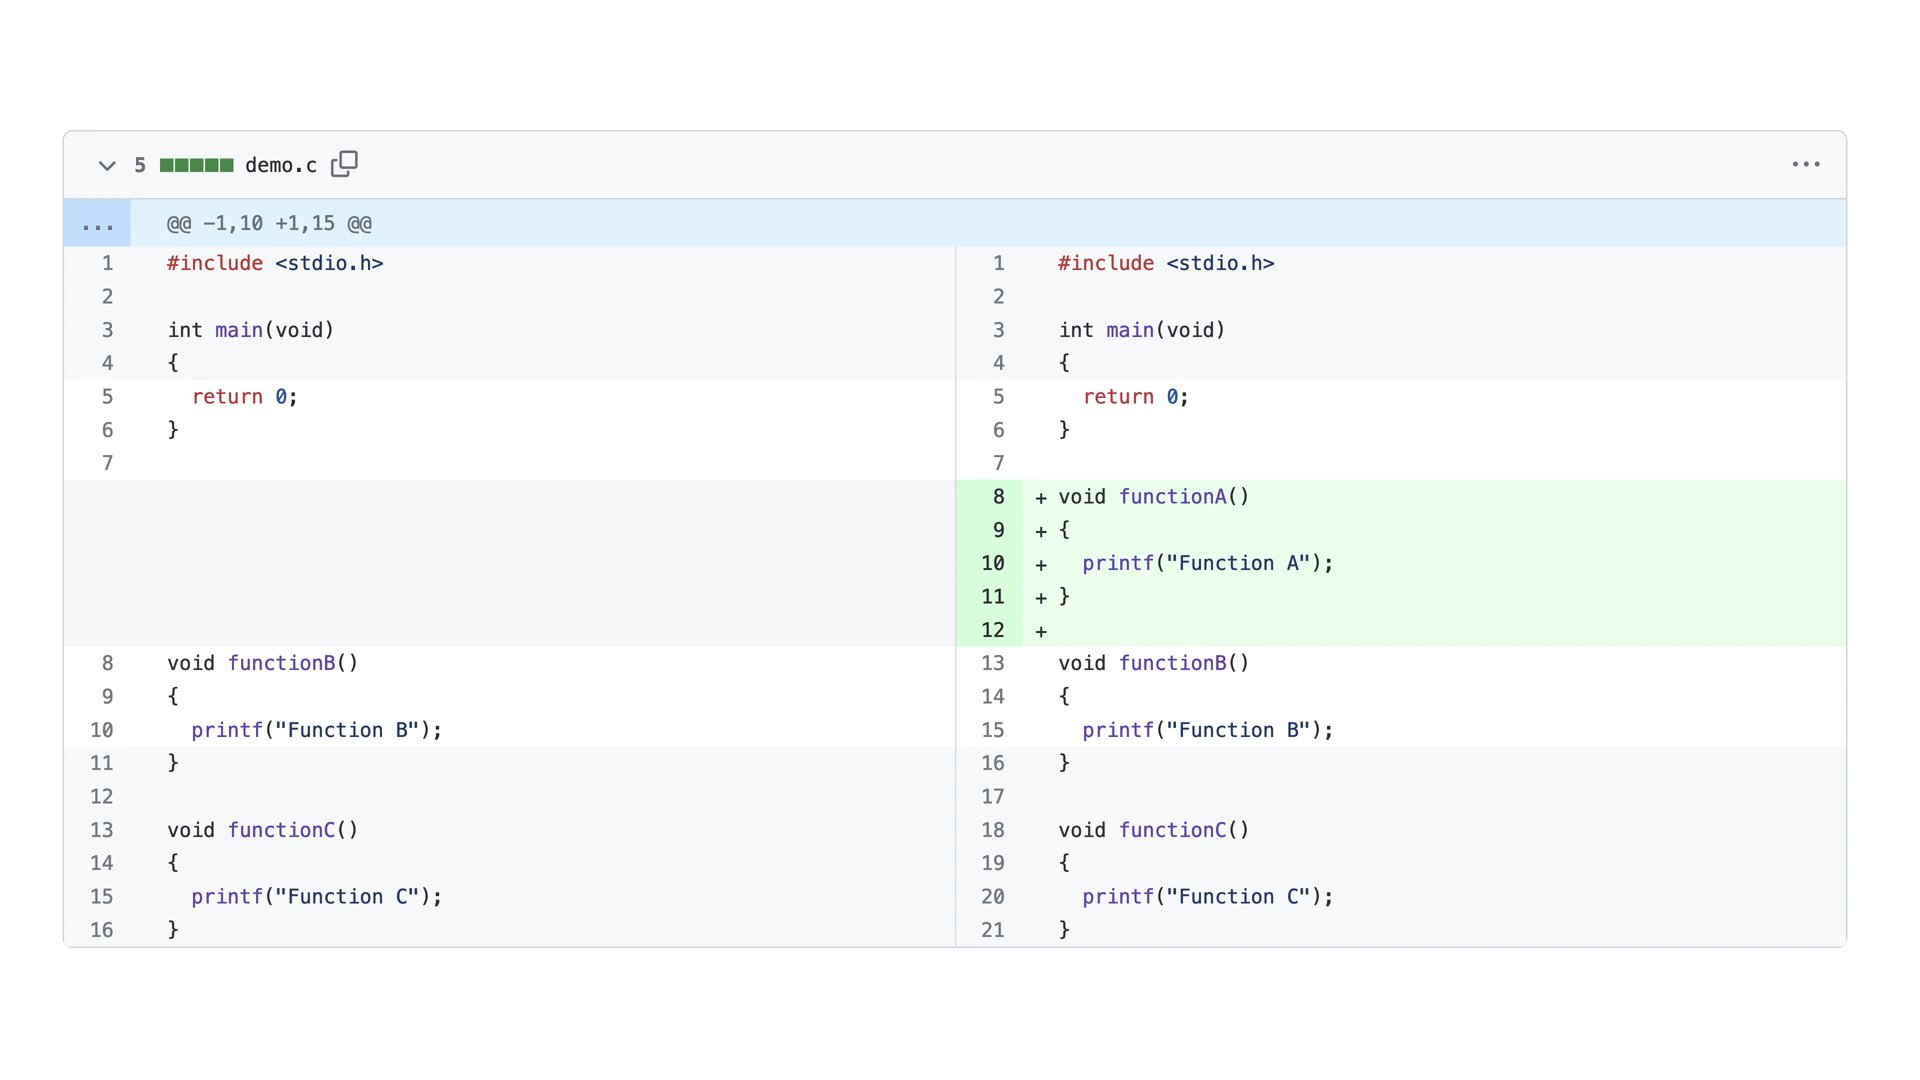 5 demo.c
... @@ -1,10 +1,15 @@
1 #include <stdio.h>
2
3 int main(void)
4 {
5   return 0;
6 }
7
8 void functionB()
9 {
10   printf("Function B");
11 }
12
13 void functionC()
14 {
15   printf("Function C");
16 }
1 #include <stdio.h>
2
3 int main(void)
4 {
5   return 0;
6 }
7
8 + void functionA()
9 + {
10 +   printf("Function A");
11 + }
12 +
13 void functionB()
14 {
15   printf("Function B");
16 }
17
18 void functionC()
19 {
20   printf("Function C");
21 }